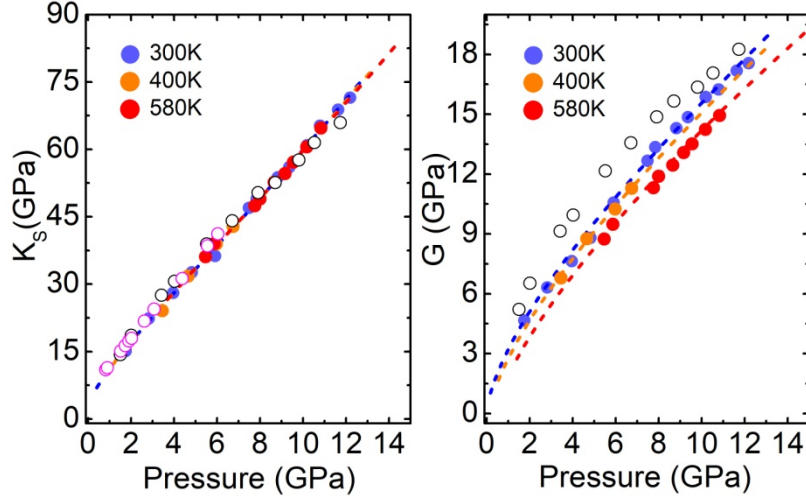 90
75
60
45
30
15
0
K_S(GPa)
300K
400K
580K
0 2 4 6 8 10 12 14
Pressure (GPa)
18
15
12
9
6
3
0
G (GPa)
300K
400K
580K
0 2 4 6 8 10 12 14
Pressure (GPa)